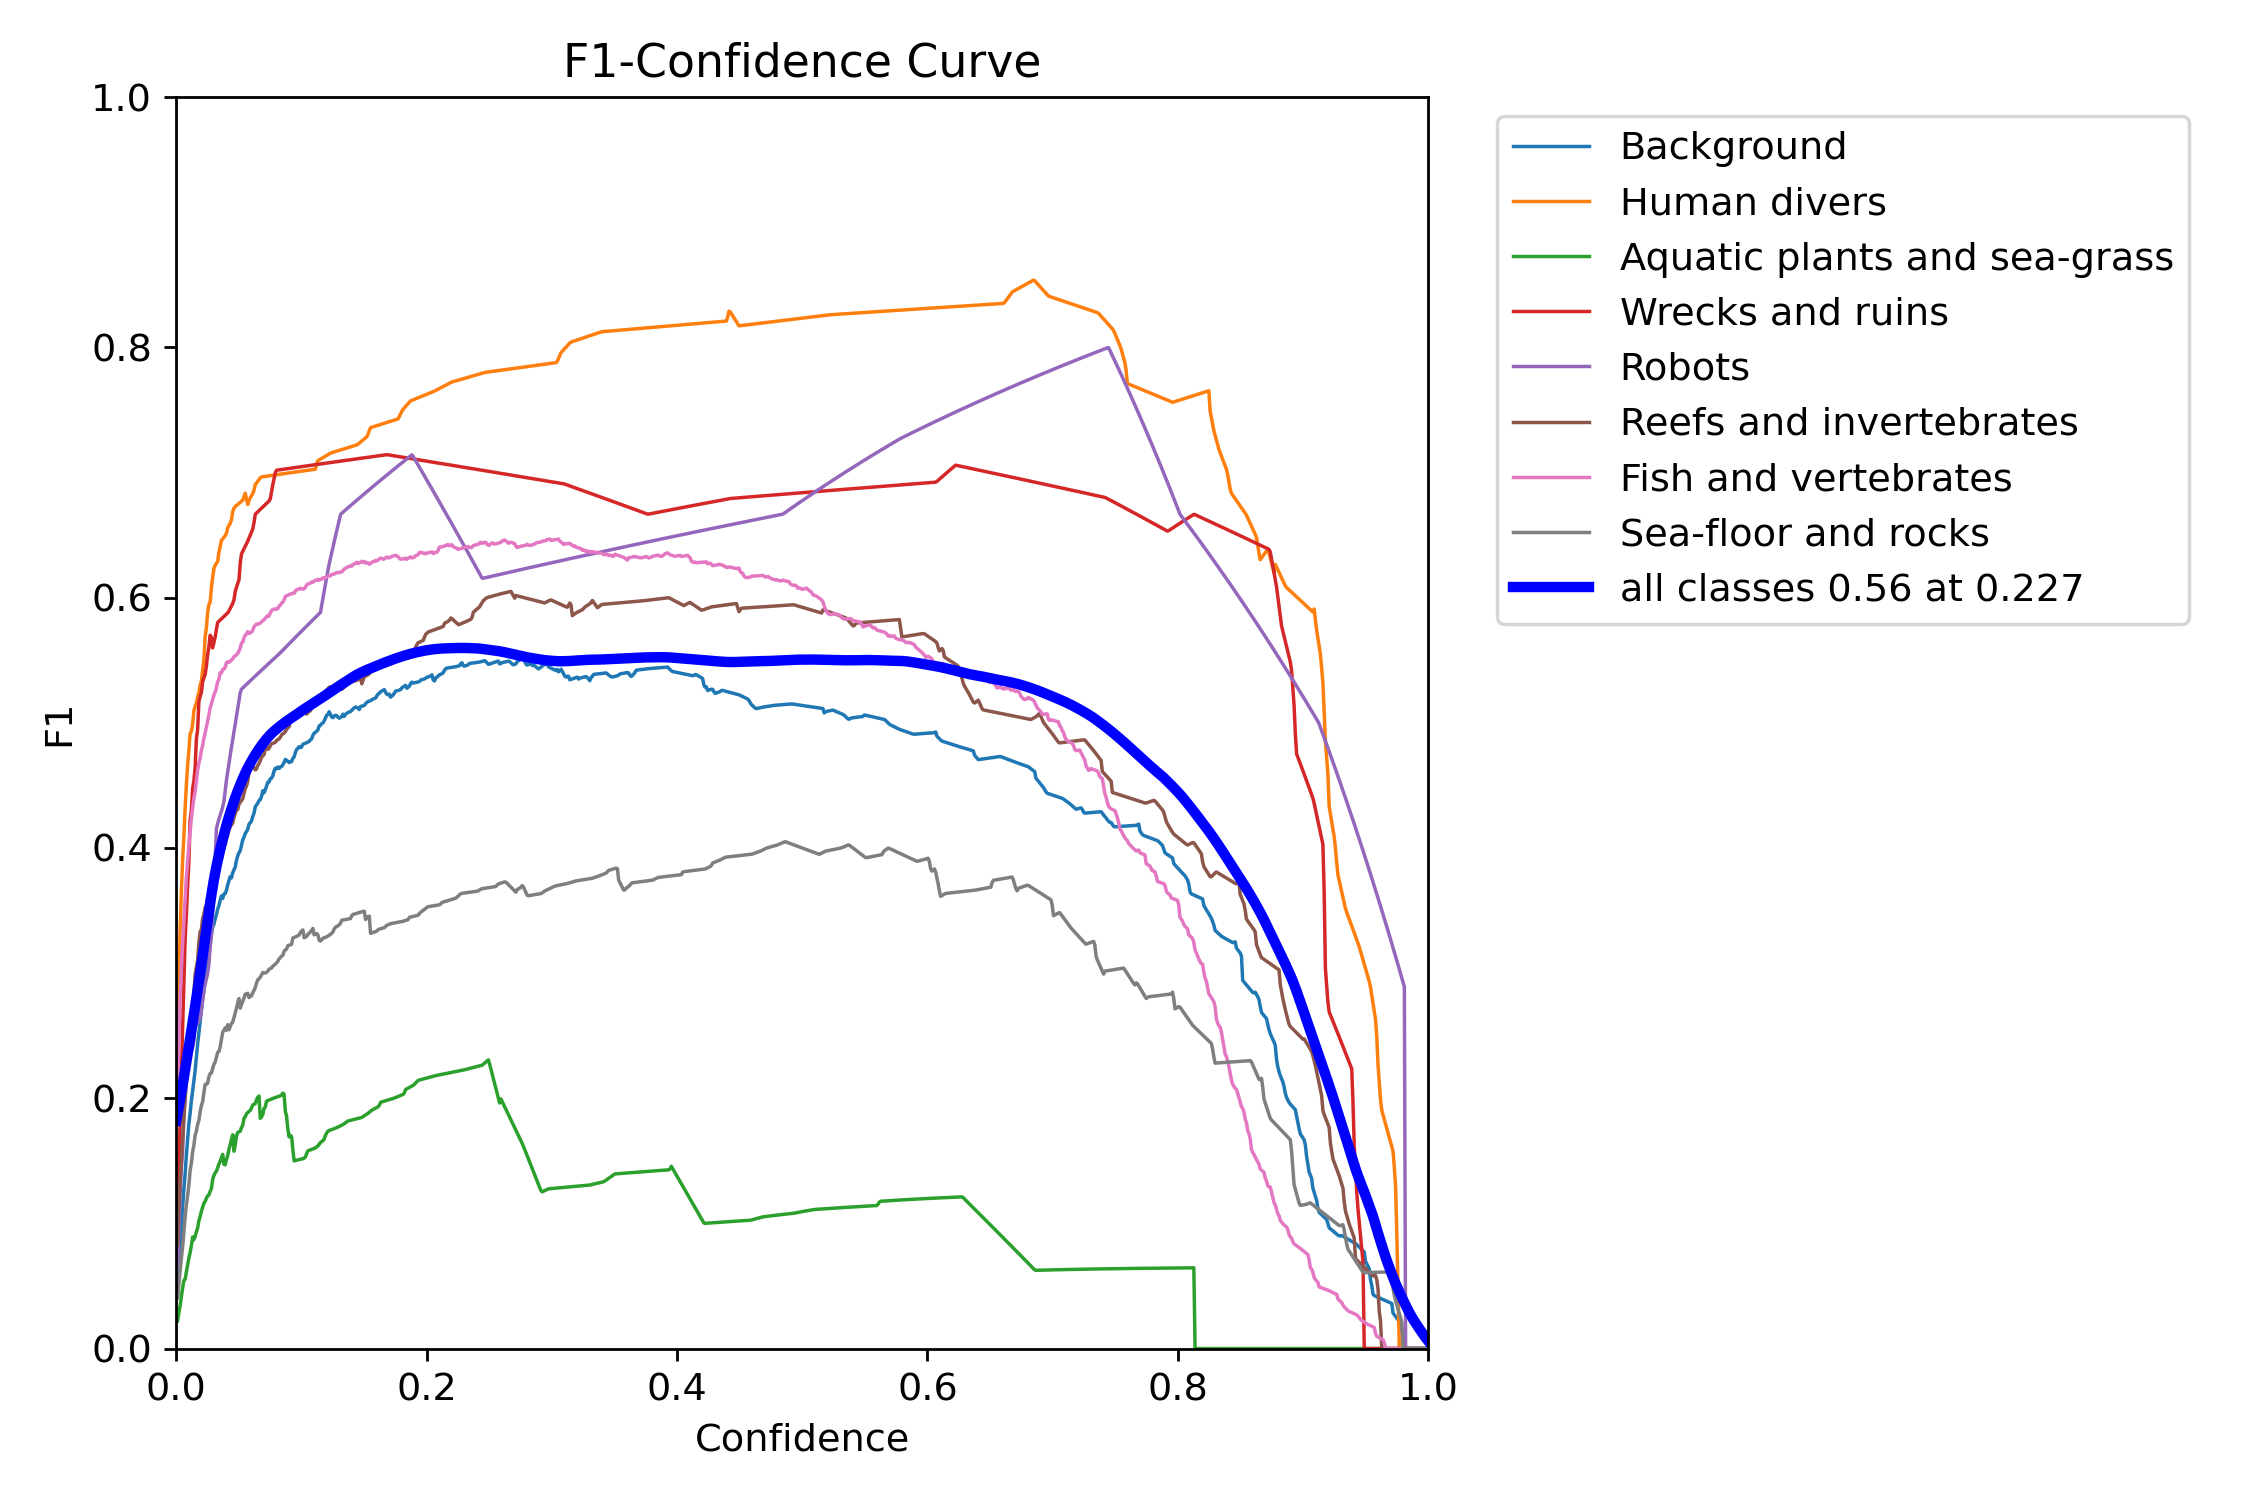 F1-Confidence Curve
1.0
0.8
0.6
0.4
0.2
0.0
F1
0.0 0.2 0.4 0.6 0.8 1.0
Confidence
Background
Human divers
Aquatic plants and sea-grass
Wrecks and ruins
Robots
Reefs and invertebrates
Fish and vertebrates
Sea-floor and rocks
all classes 0.56 at 0.227